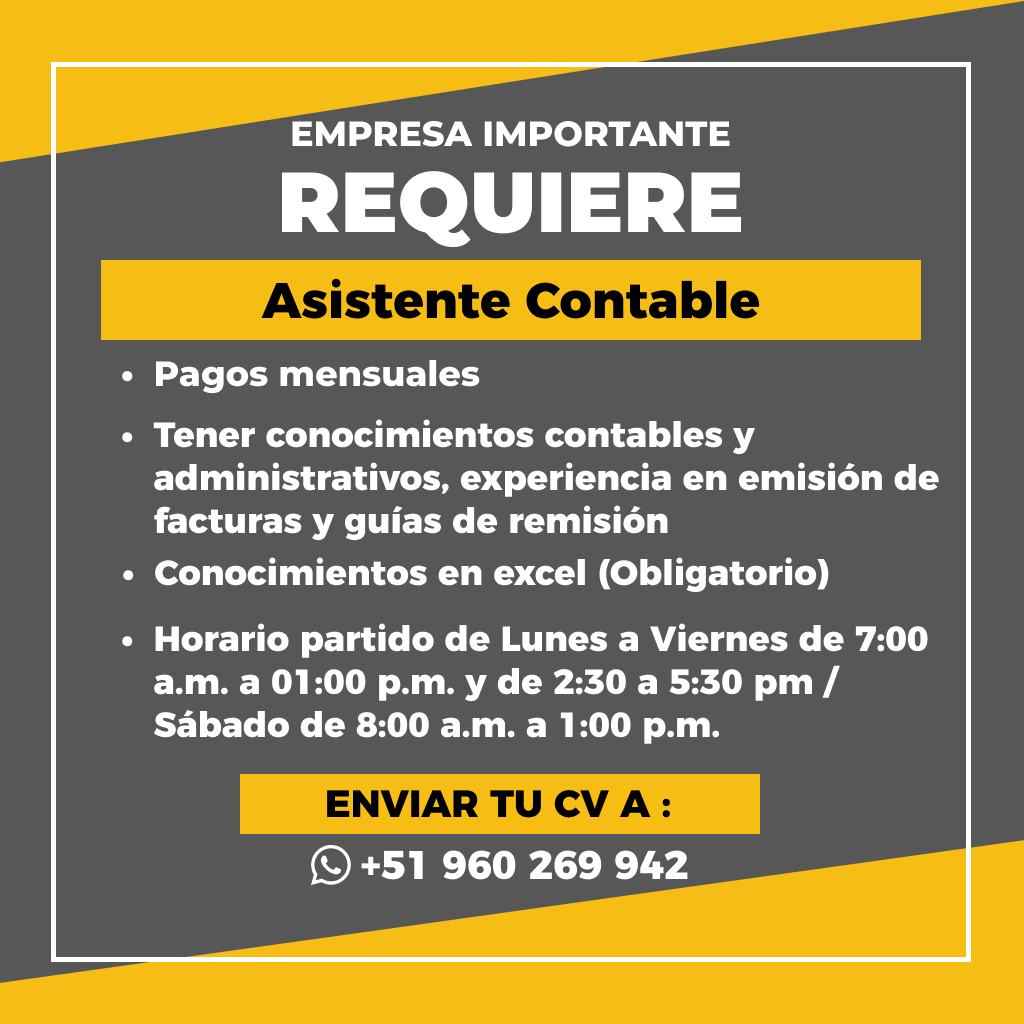 EMPRESA IMPORTANTE
REQUIERE
Asistente Contable
• Pagos mensuales
• Tener conocimientos contables y
administrativos, experiencia en emisión de
facturas y guías de remisión
• Conocimientos en excel (Obligatorio)
• Horario partido de Lunes a Viernes de 7:00
a.m. a 01:00 p.m. y de 2:30 a 5:30 pm /
Sábado de 8:00 a.m. a 1:00 p.m.
ENVIAR TU CV A :
+51 960 269 942